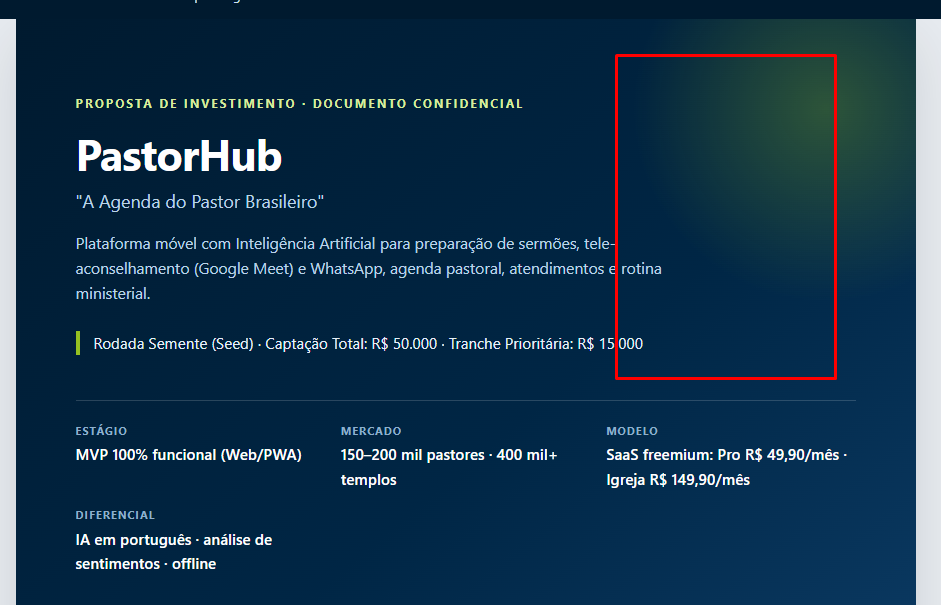 PROPOSTA DE INVESTIMENTO · DOCUMENTO CONFIDENCIAL
PastorHub
"A Agenda do Pastor Brasileiro"
Plataforma móvel com Inteligência Artificial para preparação de sermões, tele-
aconselhamento (Google Meet) e WhatsApp, agenda pastoral, atendimentos e rotina
ministerial.
Rodada Semente (Seed) · Captação Total: R$ 50.000 · Tranche Prioritária: R$ 15.000
ESTÁGIO
MVP 100% funcional (Web/PWA)
MERCADO
150–200 mil pastores · 400 mil+
templos
MODELO
SaaS freemium: Pro R$ 49,90/mês ·
Igreja R$ 149,90/mês
DIFERENCIAL
IA em português · análise de
sentimentos · offline